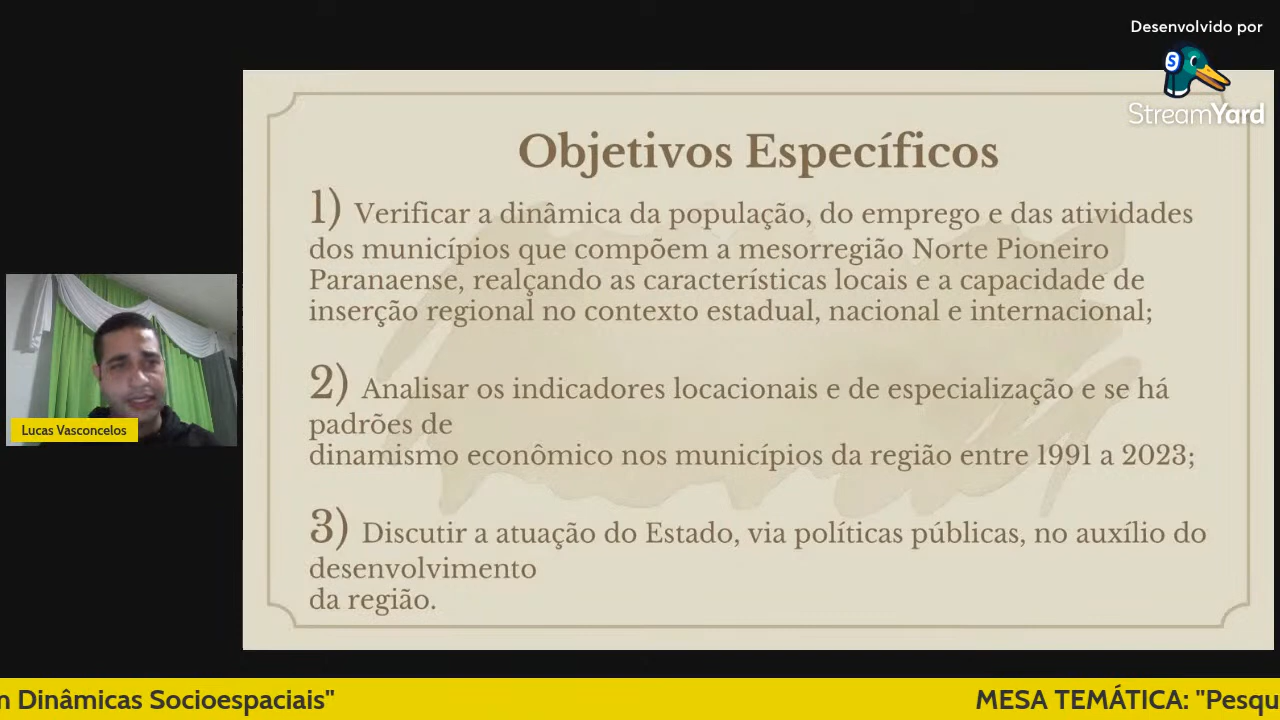 Desenvolvido por
StreamYard
Objetivos Específicos
1) Verificar a dinâmica da população, do emprego e das atividades
dos municípios que compõem a mesorregião Norte Pioneiro
Paranaense, realçando as características locais e a capacidade de
inserção regional no contexto estadual, nacional e internacional;
2) Analisar os indicadores locacionais e de especialização e se há
padrões de
dinamismo econômico nos municípios da região entre 1991 a 2023;
3) Discutir a atuação do Estado, via políticas públicas, no auxílio do
desenvolvimento
da região.
Lucas Vasconcelos
m Dinâmicas Socioespaciais" MESA TEMÁTICA: "Pesqu